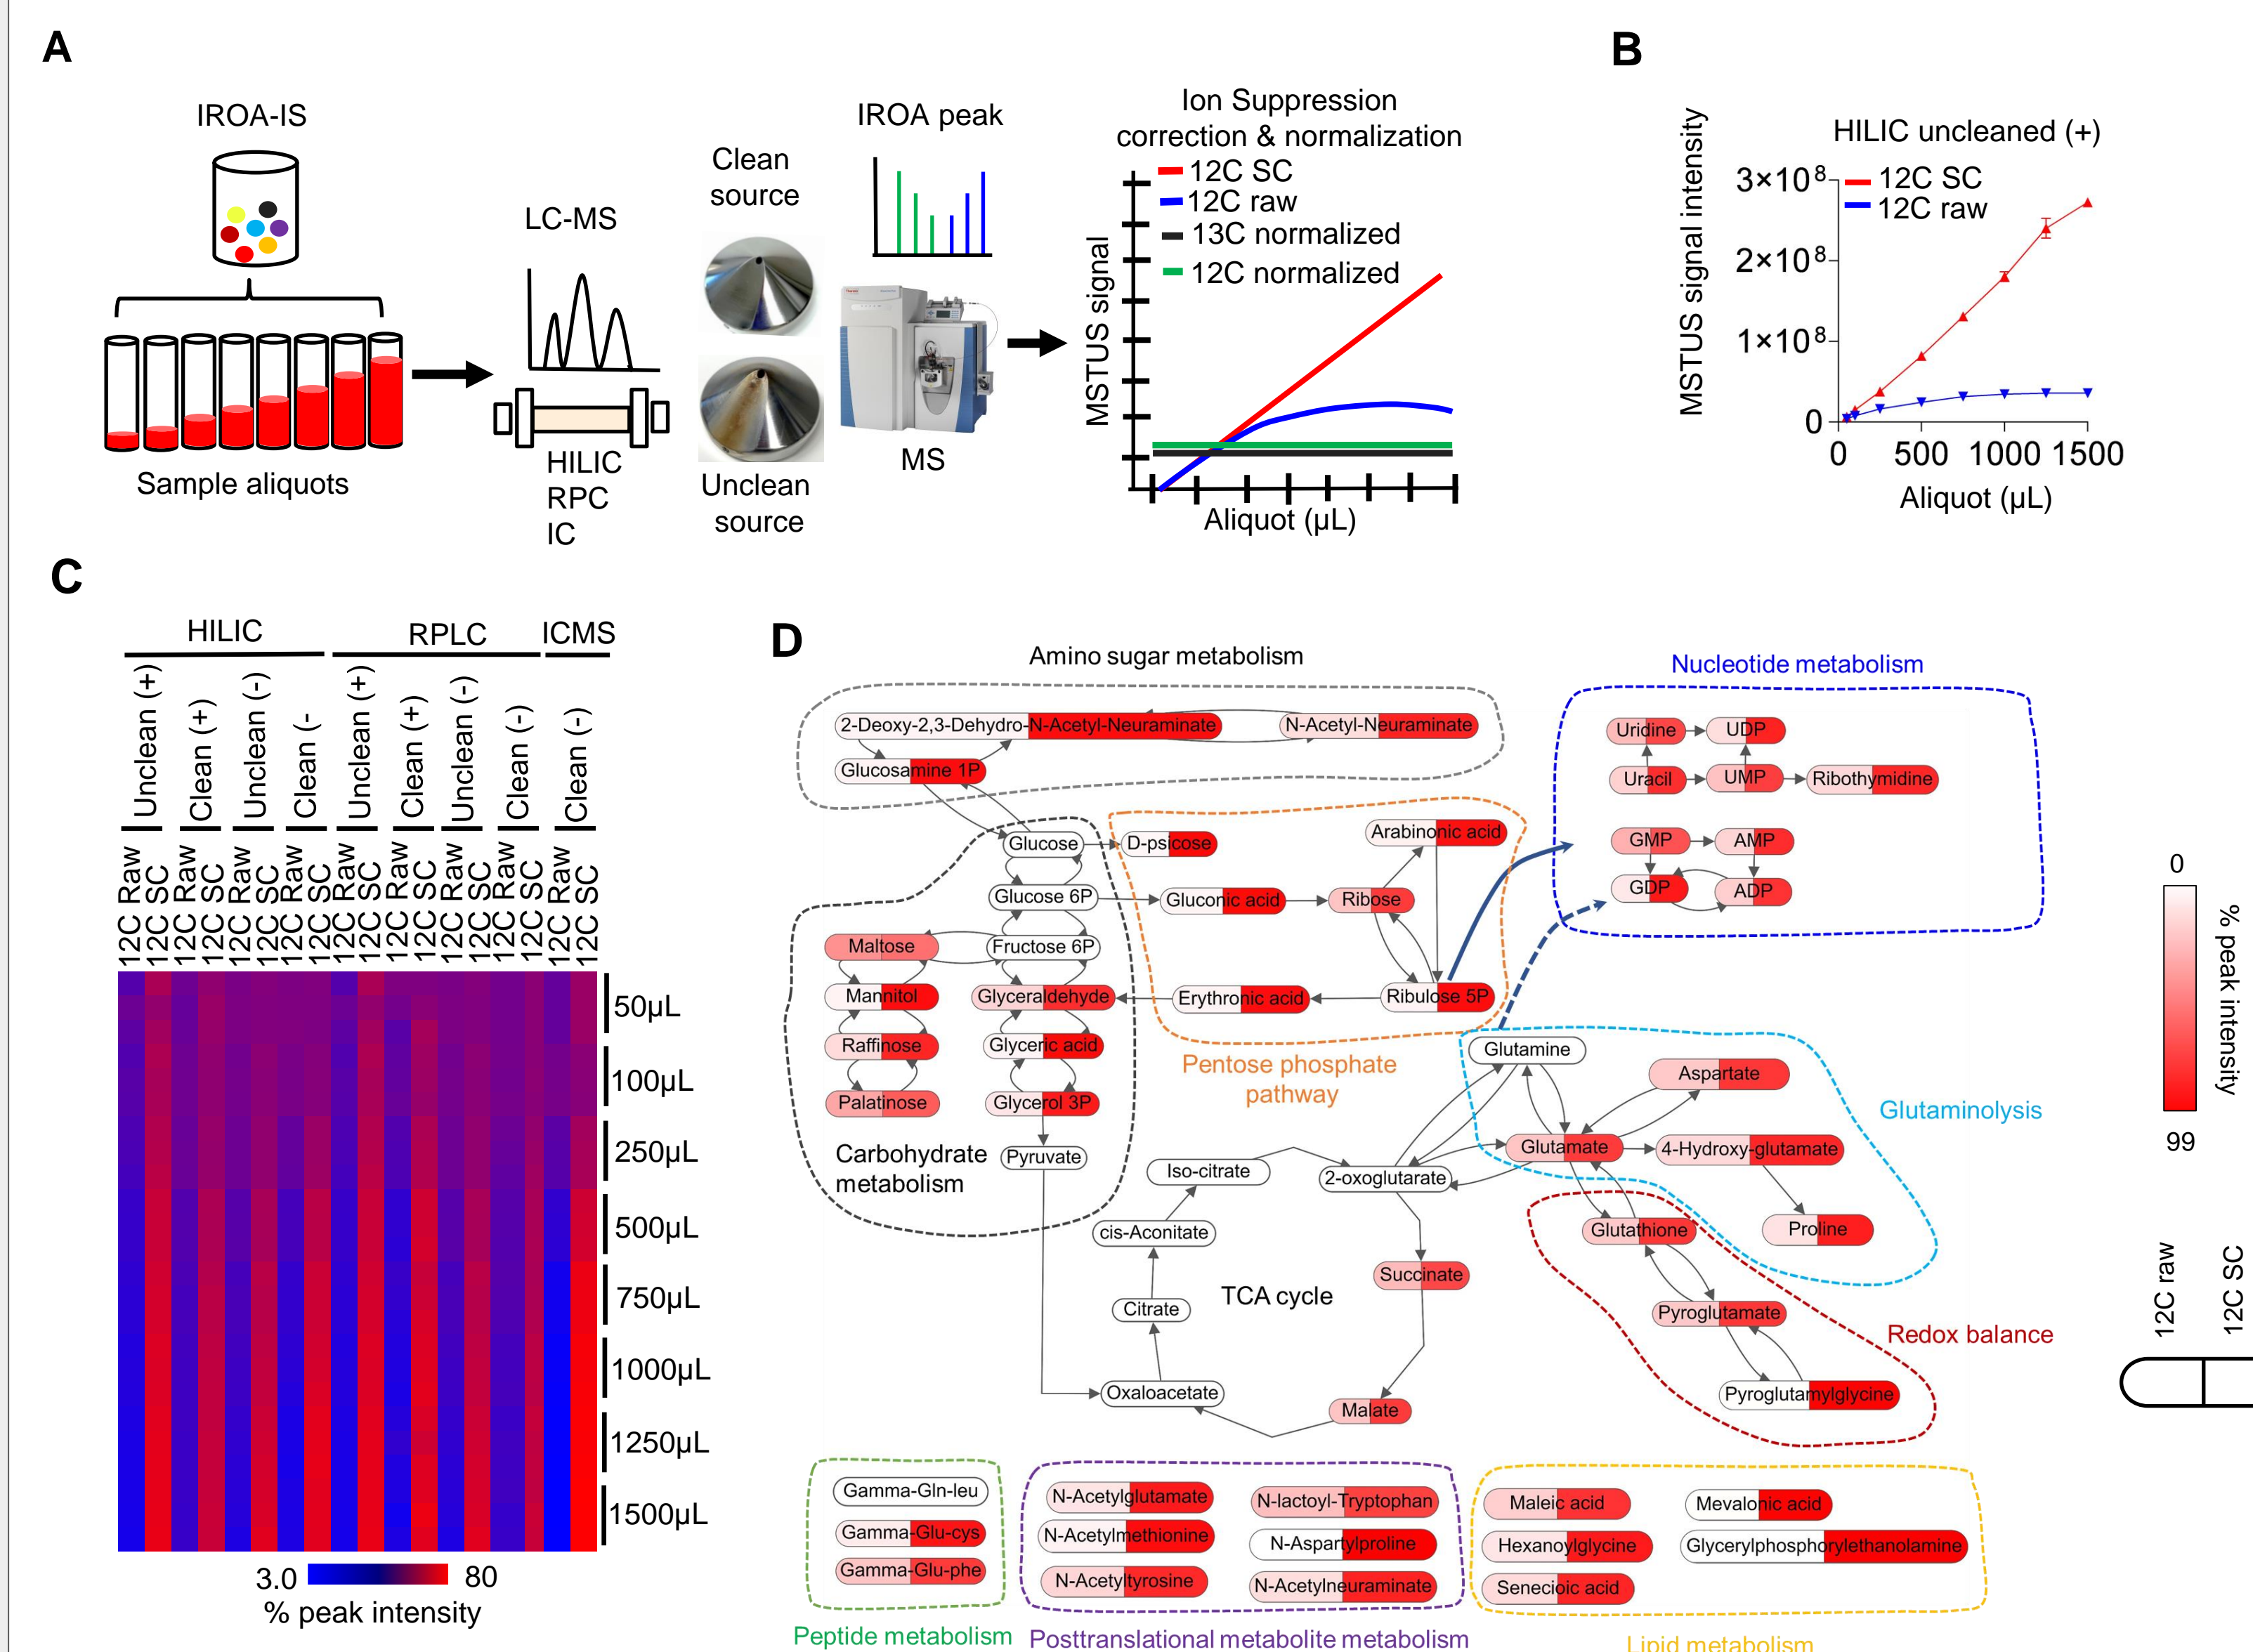 A
IROA-IS
Sample aliquots
LC-MS
HILIC
RPC
IC
Clean
source
Unclean
source
IROA peak
MS
Ion Suppression
correction & normalization
12C SC
12C raw
13C normalized
12C normalized
MSTUS signal
Aliquot (µL)
B
HILIC uncleaned (+)
12C SC
12C raw
MSTUS signal intensity
3×10⁸
2×10⁸
1×10⁸
0
0 500 1000 1500
Aliquot (µL)
C
HILIC RPLC ICMS
Unclean (+)
Clean (+)
Unclean (-)
Clean (-
Unclean (+)
Clean (+)
Unclean (-)
Clean (-)
Clean (-)
12C Raw
12C SC
12C Raw
12C SC
12C Raw
12C SC
12C Raw
12C SC
12C Raw
12C SC
12C Raw
12C SC
12C Raw
12C SC
12C Raw
12C SC
12C Raw
12C SC
50µL
100µL
250µL
500µL
750µL
1000µL
1250µL
1500µL
3.0 80
% peak intensity
D
Amino sugar metabolism
2-Deoxy-2,3-Dehydro-N-Acetyl-Neuraminate
N-Acetyl-Neuraminate
Glucosamine 1P
Nucleotide metabolism
Uridine
UDP
Uracil
UMP
Ribothymidine
GMP
AMP
GDP
ADP
Glucose
Glucose 6P
Fructose 6P
Maltose
Mannitol
Glyceraldehyde
Raffinose
Glyceric acid
Palatinose
Glycerol 3P
Carbohydrate
metabolism
Pyruvate
D-psicose
Arabinonic acid
Gluconic acid
Ribose
Erythronic acid
Ribulose 5P
Pentose phosphate
pathway
Glutamine
Aspartate
Glutaminolysis
Glutamate
4-Hydroxy-glutamate
Proline
Iso-citrate
2-oxoglutarate
cis-Aconitate
Citrate
TCA cycle
Succinate
Oxaloacetate
Malate
Glutathione
Pyroglutamate
Redox balance
Pyroglutamylglycine
Gamma-Gln-leu
Gamma-Glu-cys
Gamma-Glu-phe
Peptide metabolism
N-Acetylglutamate
N-lactoyl-Tryptophan
N-Acetylmethionine
N-Aspartylproline
N-Acetyltyrosine
N-Acetylneuraminate
Posttranslational metabolite metabolism
Maleic acid
Mevalonic acid
Hexanoylglycine
Glycerylphosphorylethanolamine
Senecioic acid
Lipid metabolism
0
% peak intensity
99
12C raw
12C SC